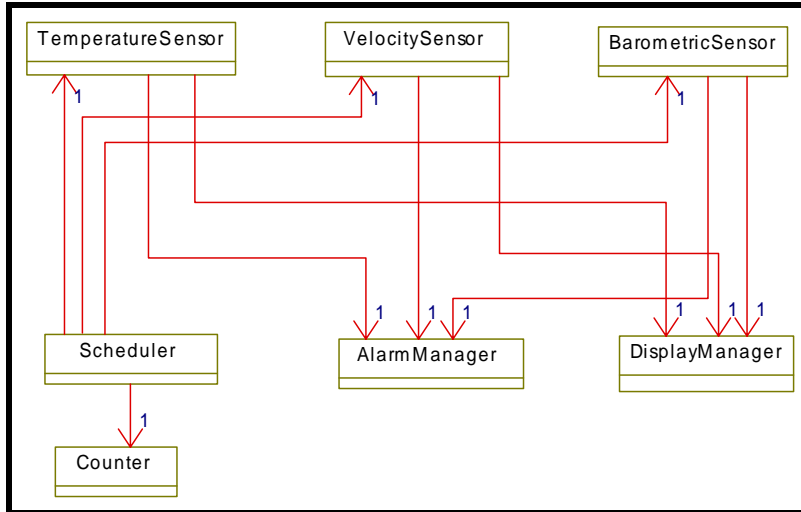 TemperatureSensor
VelocitySensor
BarometricSensor
1
1
1
1
1
1
1
1
1
Scheduler
AlarmManager
DisplayManager
1
Counter